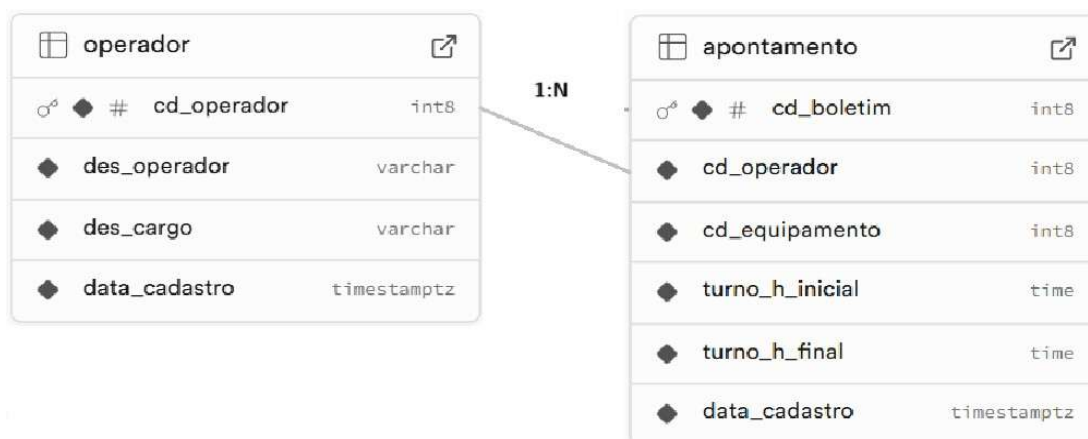 operador
cd_operador int8
des_operador varchar
des_cargo varchar
data_cadastro timestamptz
1:N
apontamento
# cd_boletim int8
cd_operador int8
cd_equipamento int8
turno_h_inicial time
turno_h_final time
data_cadastro timestamptz